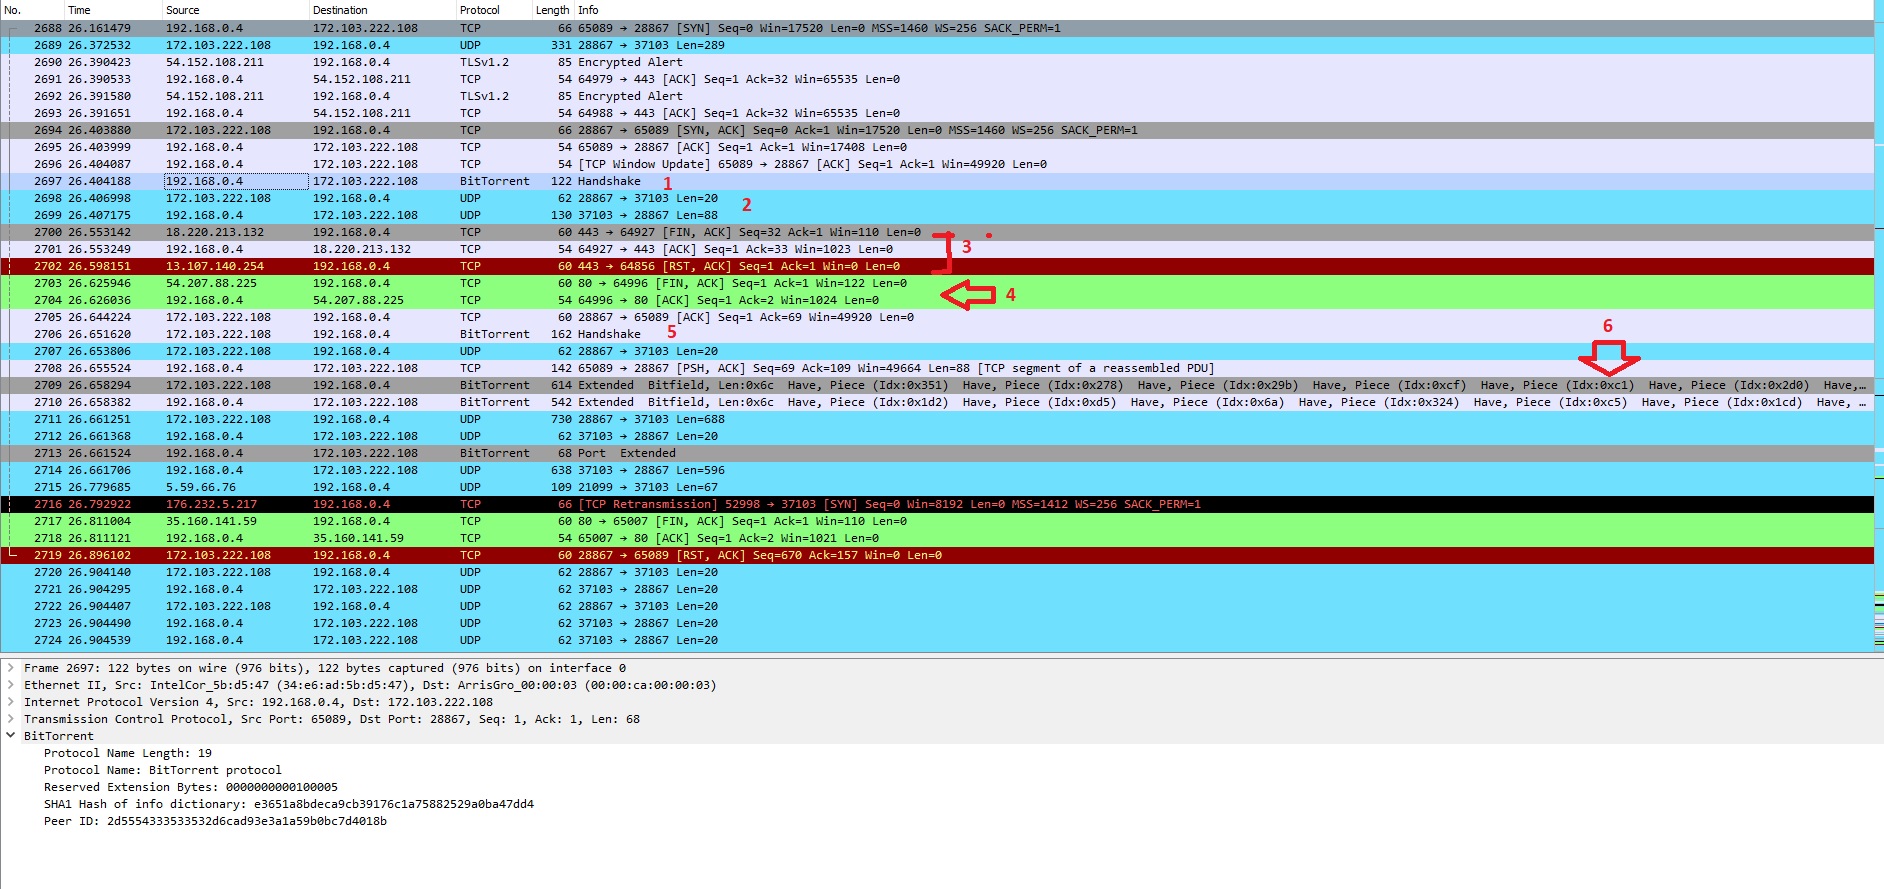 No. Time Source Destination Protocol Length Info
2688 26.161479 192.168.0.4 172.103.222.108 TCP 66 65089 → 28867 [SYN] Seq=0 Win=17520 Len=0 MSS=1460 WS=256 SACK_PERM=1
2689 26.372532 172.103.222.108 192.168.0.4 UDP 331 28867 → 37103 Len=289
2690 26.390423 54.152.108.211 192.168.0.4 TLSv1.2 85 Encrypted Alert
2691 26.390533 192.168.0.4 54.152.108.211 TCP 54 64979 → 443 [ACK] Seq=1 Ack=32 Win=65535 Len=0
2692 26.391580 54.152.108.211 192.168.0.4 TLSv1.2 85 Encrypted Alert
2693 26.391651 192.168.0.4 54.152.108.211 TCP 54 64988 → 443 [ACK] Seq=1 Ack=32 Win=65535 Len=0
2694 26.403880 172.103.222.108 192.168.0.4 TCP 66 28867 → 65089 [SYN, ACK] Seq=0 Ack=1 Win=17520 Len=0 MSS=1460 WS=256 SACK_PERM=1
2695 26.403999 192.168.0.4 172.103.222.108 TCP 54 65089 → 28867 [ACK] Seq=1 Ack=1 Win=17408 Len=0
2696 26.404087 192.168.0.4 172.103.222.108 TCP 54 [TCP Window Update] 65089 → 28867 [ACK] Seq=1 Ack=1 Win=49920 Len=0
2697 26.404188 192.168.0.4 172.103.222.108 BitTorrent 122 Handshake 1
2698 26.406998 172.103.222.108 192.168.0.4 UDP 62 28867 → 37103 Len=20 2
2699 26.407175 192.168.0.4 172.103.222.108 UDP 130 37103 → 28867 Len=88
2700 26.553142 18.220.213.132 192.168.0.4 TCP 60 443 → 64927 [FIN, ACK] Seq=32 Ack=1 Win=110 Len=0
2701 26.553249 192.168.0.4 18.220.213.132 TCP 54 64927 → 443 [ACK] Seq=1 Ack=33 Win=1023 Len=0 3
2702 26.598151 13.107.140.254 192.168.0.4 TCP 60 443 → 64856 [RST, ACK] Seq=1 Ack=1 Win=0 Len=0
2703 26.625946 54.207.88.225 192.168.0.4 TCP 60 80 → 64996 [FIN, ACK] Seq=1 Ack=1 Win=122 Len=0
2704 26.626036 192.168.0.4 54.207.88.225 TCP 54 64996 → 80 [ACK] Seq=1 Ack=2 Win=1024 Len=0 4
2705 26.644224 172.103.222.108 192.168.0.4 TCP 60 28867 → 65089 [ACK] Seq=1 Ack=69 Win=49920 Len=0
2706 26.651620 172.103.222.108 192.168.0.4 BitTorrent 162 Handshake 5
2707 26.653806 172.103.222.108 192.168.0.4 UDP 62 28867 → 37103 Len=20 6
2708 26.655524 192.168.0.4 172.103.222.108 TCP 142 65089 → 28867 [PSH, ACK] Seq=69 Ack=109 Win=49664 Len=88 [TCP segment of a reassembled PDU]
2709 26.658294 172.103.222.108 192.168.0.4 BitTorrent 614 Extended Bitfield, Len:0x6c Have, Piece (Idx:0x351) Have, Piece (Idx:0x278) Have, Piece (Idx:0x29b) Have, Piece (Idx:0xcf) Have, Piece (Idx:0xc1) Have, Piece (Idx:0x2d0) Have,…
2710 26.658382 192.168.0.4 172.103.222.108 BitTorrent 542 Extended Bitfield, Len:0x6c Have, Piece (Idx:0x1d2) Have, Piece (Idx:0xd5) Have, Piece (Idx:0x6a) Have, Piece (Idx:0x324) Have, Piece (Idx:0xc5) Have, Piece (Idx:0x1cd) Have, …
2711 26.661251 172.103.222.108 192.168.0.4 UDP 730 28867 → 37103 Len=688
2712 26.661368 192.168.0.4 172.103.222.108 UDP 62 37103 → 28867 Len=20
2713 26.661524 192.168.0.4 172.103.222.108 BitTorrent 68 Port Extended
2714 26.661706 192.168.0.4 172.103.222.108 UDP 638 37103 → 28867 Len=596
2715 26.779685 5.59.66.76 192.168.0.4 UDP 109 21099 → 37103 Len=67
2716 26.792922 176.232.5.217 192.168.0.4 TCP 66 [TCP Retransmission] 52998 → 37103 [SYN] Seq=0 Win=8192 Len=0 MSS=1412 WS=256 SACK_PERM=1
2717 26.811004 35.160.141.59 192.168.0.4 TCP 60 80 → 65007 [FIN, ACK] Seq=1 Ack=1 Win=110 Len=0
2718 26.811121 192.168.0.4 35.160.141.59 TCP 54 65007 → 80 [ACK] Seq=1 Ack=2 Win=1021 Len=0
2719 26.896102 172.103.222.108 192.168.0.4 TCP 60 28867 → 65089 [RST, ACK] Seq=670 Ack=157 Win=0 Len=0
2720 26.904140 172.103.222.108 192.168.0.4 UDP 62 28867 → 37103 Len=20
2721 26.904295 192.168.0.4 172.103.222.108 UDP 62 37103 → 28867 Len=20
2722 26.904407 172.103.222.108 192.168.0.4 UDP 62 28867 → 37103 Len=20
2723 26.904490 192.168.0.4 172.103.222.108 UDP 62 37103 → 28867 Len=20
2724 26.904539 192.168.0.4 172.103.222.108 UDP 62 37103 → 28867 Len=20
Frame 2697: 122 bytes on wire (976 bits), 122 bytes captured (976 bits) on interface 0
Ethernet II, Src: IntelCor_5b:d5:47 (34:e6:ad:5b:d5:47), Dst: ArrisGro_00:00:03 (00:00:ca:00:00:03)
Internet Protocol Version 4, Src: 192.168.0.4, Dst: 172.103.222.108
Transmission Control Protocol, Src Port: 65089, Dst Port: 28867, Seq: 1, Ack: 1, Len: 68
BitTorrent
Protocol Name Length: 19
Protocol Name: BitTorrent protocol
Reserved Extension Bytes: 0000000000100005
SHA1 Hash of info dictionary: e3651a8bdeca9cb39176c1a75882529a0ba47dd4
Peer ID: 2d5554333533532d6cad93e3a1a59b0bc7d4018b